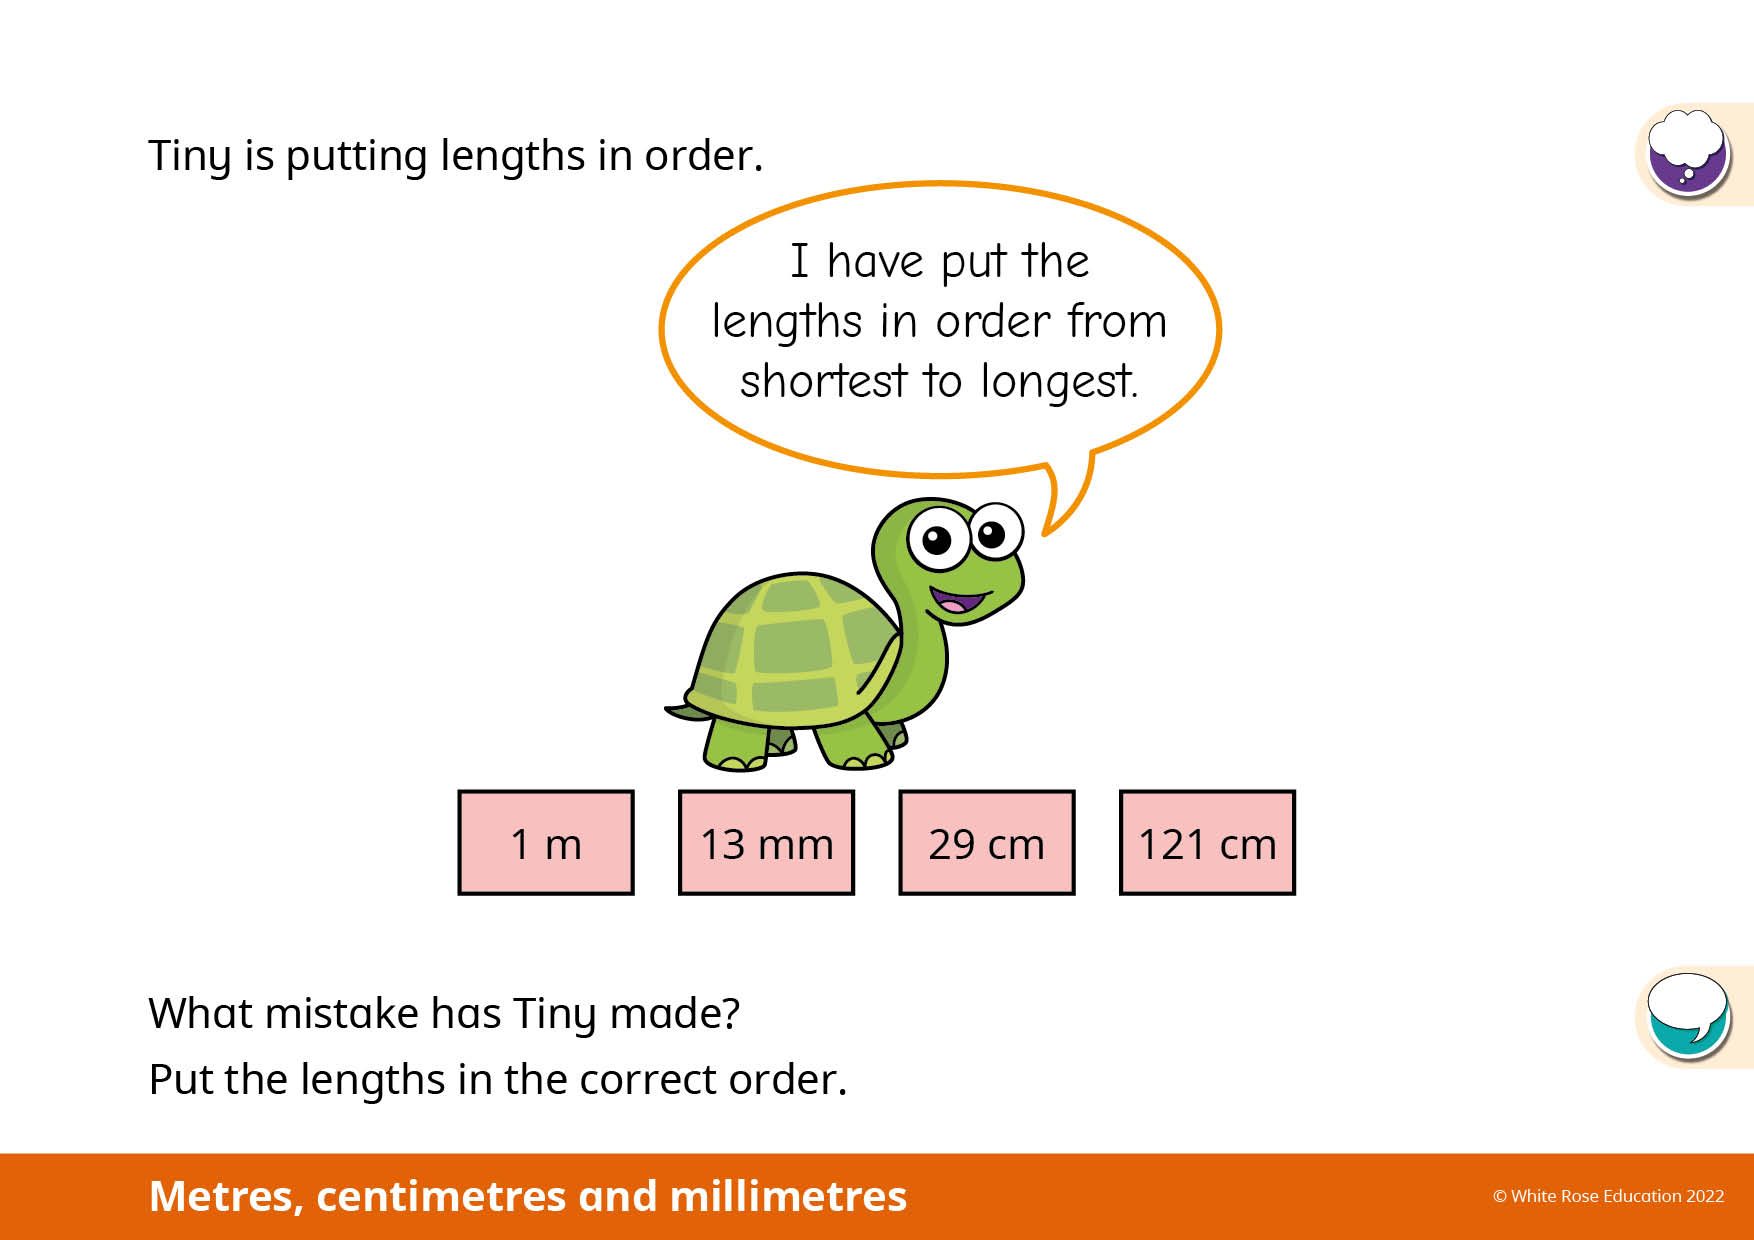 Tiny is putting lengths in order.
I have put the
lengths in order from
shortest to longest.
1 m
13 mm
29 cm
121 cm
What mistake has Tiny made?
Put the lengths in the correct order.
Metres, centimetres and millimetres
© White Rose Education 2022